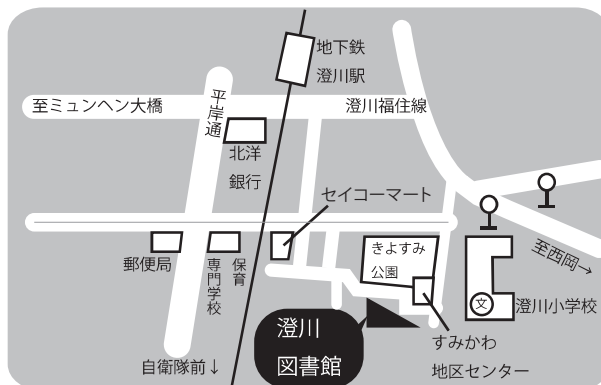 地下鉄
澄川駅
至ミュンヘン大橋
平岸通
澄川福住線
北洋
銀行
セイコーマート
至西岡→
郵便局
専門学校
保育
きよすみ
公園
文
澄川小学校
澄川
図書館
すみかわ
地区センター
自衛隊前↓